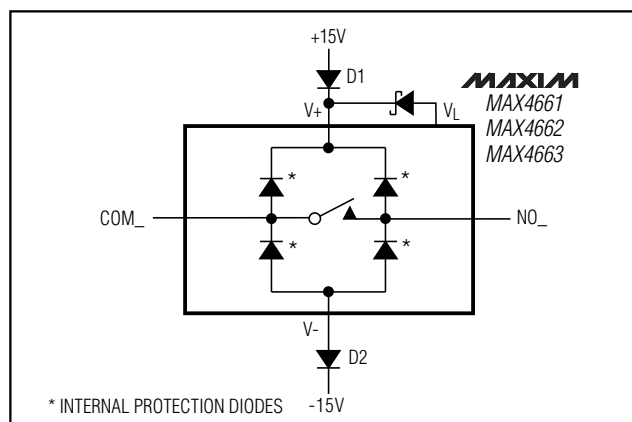 +15V
D1
MAXIM
V+
VL
MAX4661
MAX4662
MAX4663
*
*
COM_
NO_
*
*
V-
D2
* INTERNAL PROTECTION DIODES
-15V